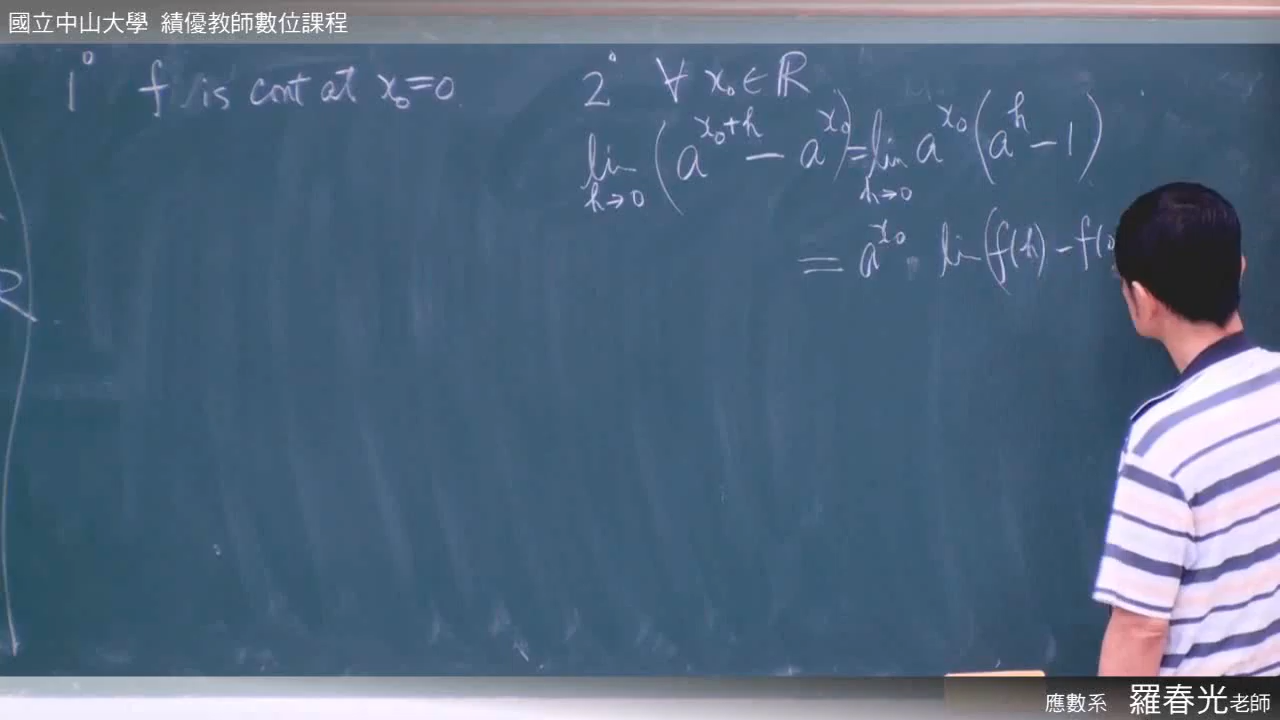 國立中山大學 績優教師數位課程
1° f is cont at x₀=0
2° ∀ x₀∈ℝ
lim_{h→0} (a^{x₀+h} − a^{x₀}) = lim_{h→0} a^{x₀} (a^h − 1)
= a^{x₀} · lim (f(h) − f(0
R
應數系 羅春光老師